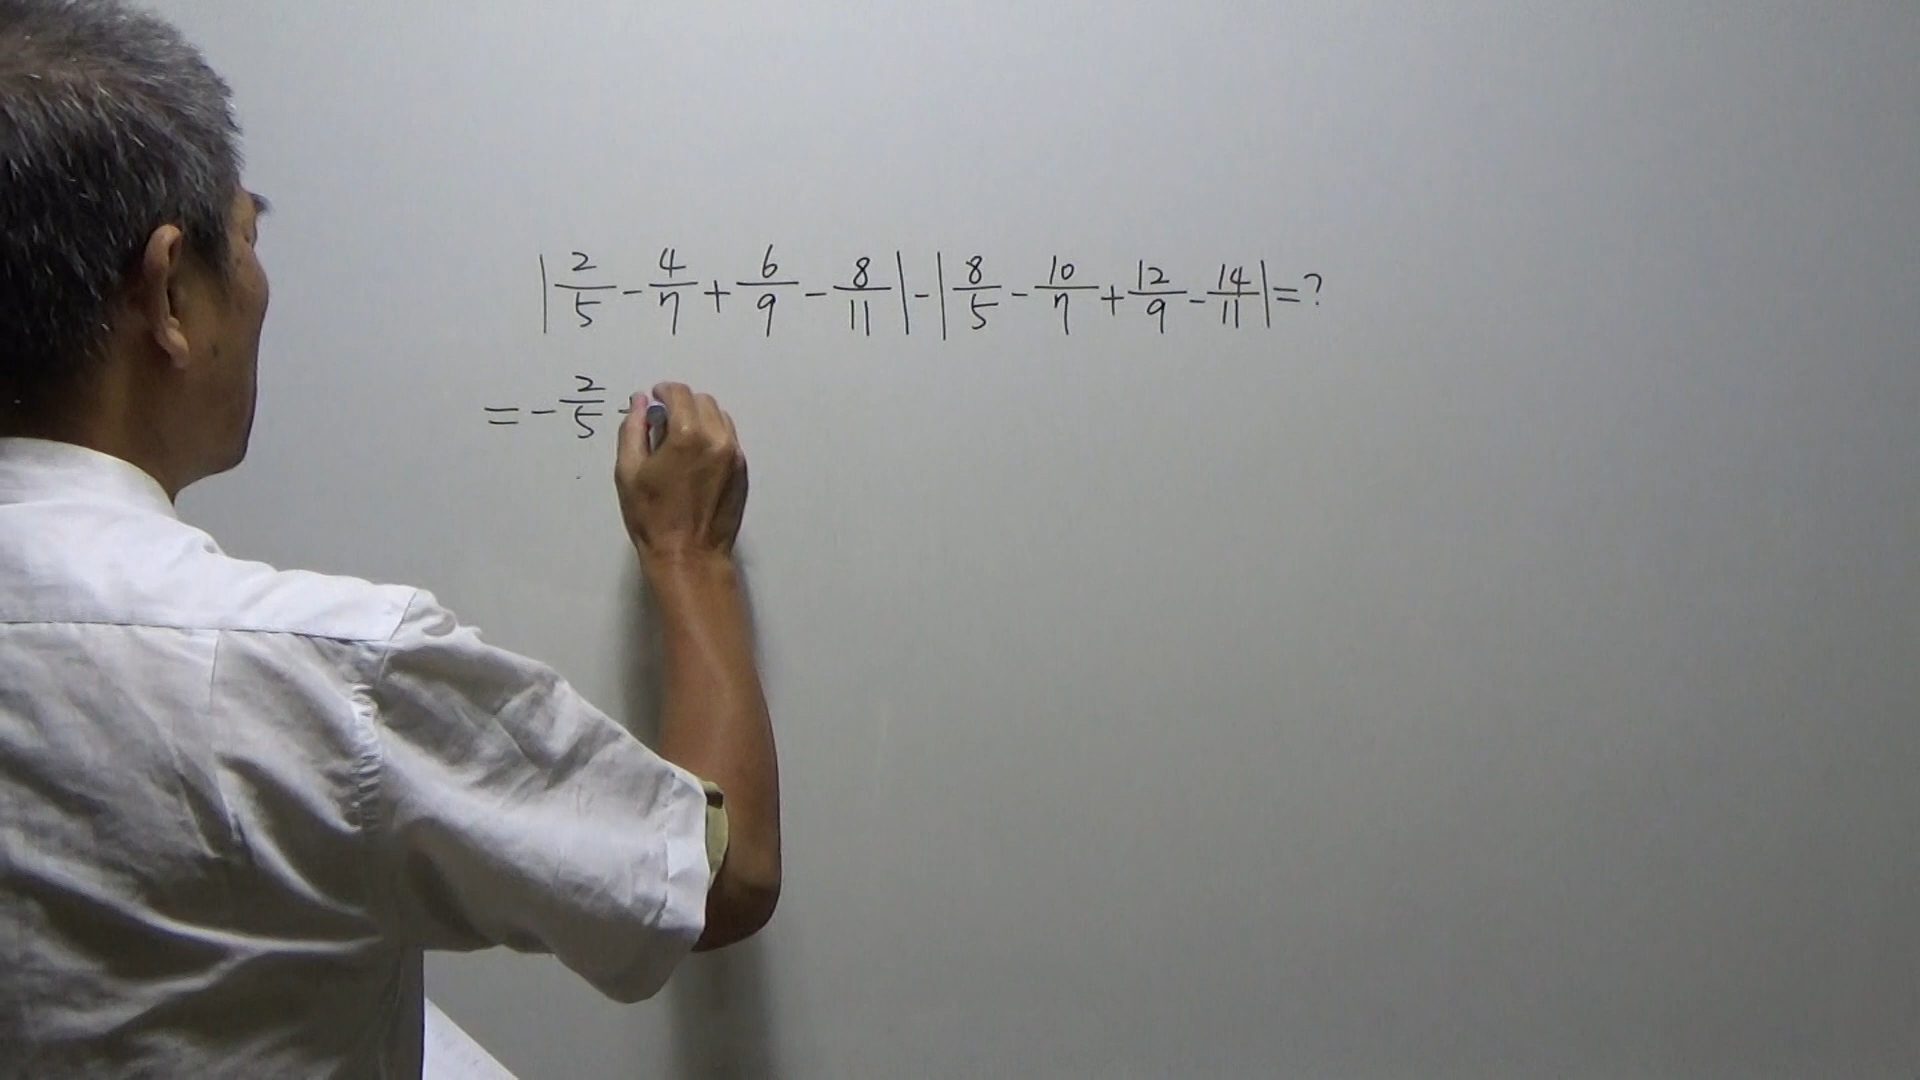 |2/5 - 4/7 + 6/9 - 8/11| - |8/5 - 10/7 + 12/9 - 14/11| = ?
= - 2/5